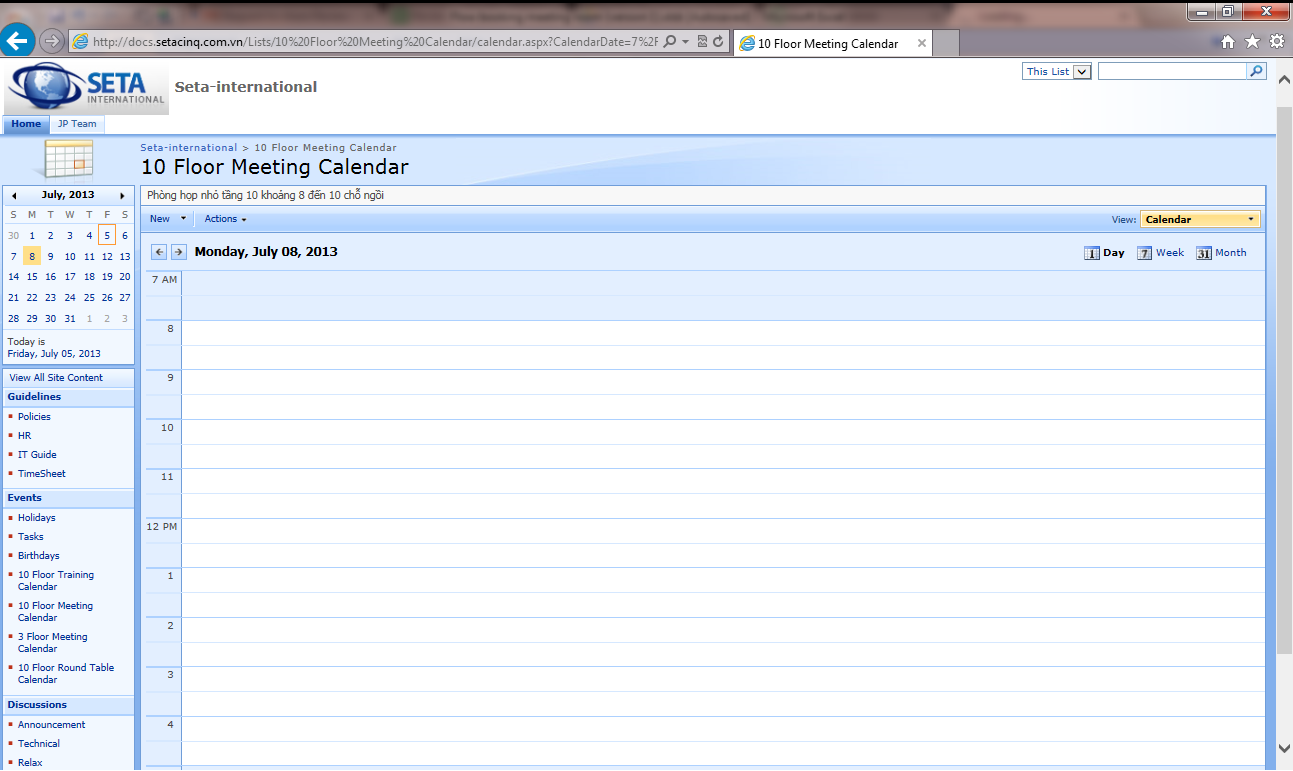 http://docs.setacinq.com.vn/Lists/10%20Floor%20Meeting%20Calendar/calendar.aspx?CalendarDate=7%2F
10 Floor Meeting Calendar
SETA
INTERNATIONAL
Seta-international
This List
Home
JP Team
Seta-international > 10 Floor Meeting Calendar
10 Floor Meeting Calendar
July, 2013
S M T W T F S
30 1 2 3 4 5 6
7 8 9 10 11 12 13
14 15 16 17 18 19 20
21 22 23 24 25 26 27
28 29 30 31 1 2 3
Today is
Friday, July 05, 2013
View All Site Content
Guidelines
Policies
HR
IT Guide
TimeSheet
Events
Holidays
Tasks
Birthdays
10 Floor Training
Calendar
10 Floor Meeting
Calendar
3 Floor Meeting
Calendar
10 Floor Round Table
Calendar
Discussions
Announcement
Technical
Relax
Phòng họp nhỏ tầng 10 khoảng 8 đến 10 chỗ ngồi
New Actions
View: Calendar
Monday, July 08, 2013
1 Day 7 Week 31 Month
7 AM
8
9
10
11
12 PM
1
2
3
4